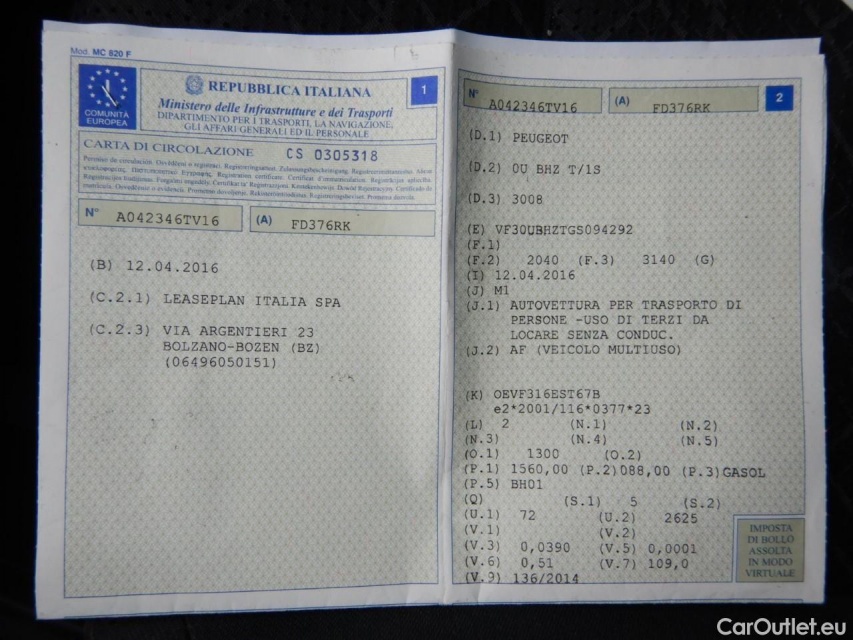 Mod. MC 820 F
COMUNITÀ
EUROPEA
REPUBBLICA ITALIANA
Ministero delle Infrastrutture e dei Trasporti
DIPARTIMENTO PER I TRASPORTI, LA NAVIGAZIONE,
GLI AFFARI GENERALI ED IL PERSONALE
1
CARTA DI CIRCOLAZIONE CS 0305318
N° A042346TV16 (A) FD376RK
(B) 12.04.2016
(C.2.1) LEASEPLAN ITALIA SPA
(C.2.3) VIA ARGENTIERI 23
BOLZANO-BOZEN (BZ)
(06496050151)
N° A042346TV16 (A) FD376RK 2
(D.1) PEUGEOT
(D.2) 0U BHZ T/1S
(D.3) 3008
(E) VF30UBHZTGS094292
(F.1)
(F.2) 2040 (F.3) 3140 (G)
(I) 12.04.2016
(J) M1
(J.1) AUTOVETTURA PER TRASPORTO DI
PERSONE -USO DI TERZI DA
LOCARE SENZA CONDUC.
(J.2) AF (VEICOLO MULTIUSO)
(K) OEVF316EST67B
e2*2001/116*0377*23
(L) 2 (N.1) (N.2)
(N.3) (N.4) (N.5)
(O.1) 1300 (O.2)
(P.1) 1560,00 (P.2)088,00 (P.3)GASOL
(P.5) BH01
(Q) (S.1) 5 (S.2)
(U.1) 72 (U.2) 2625
(V.1) (V.2)
(V.3) 0,0390 (V.5) 0,0001
(V.6) 0,51 (V.7) 109,0
(V.9) 136/2014
IMPOSTA
DI BOLLO
ASSOLTA
IN MODO
VIRTUALE
CarOutlet.eu